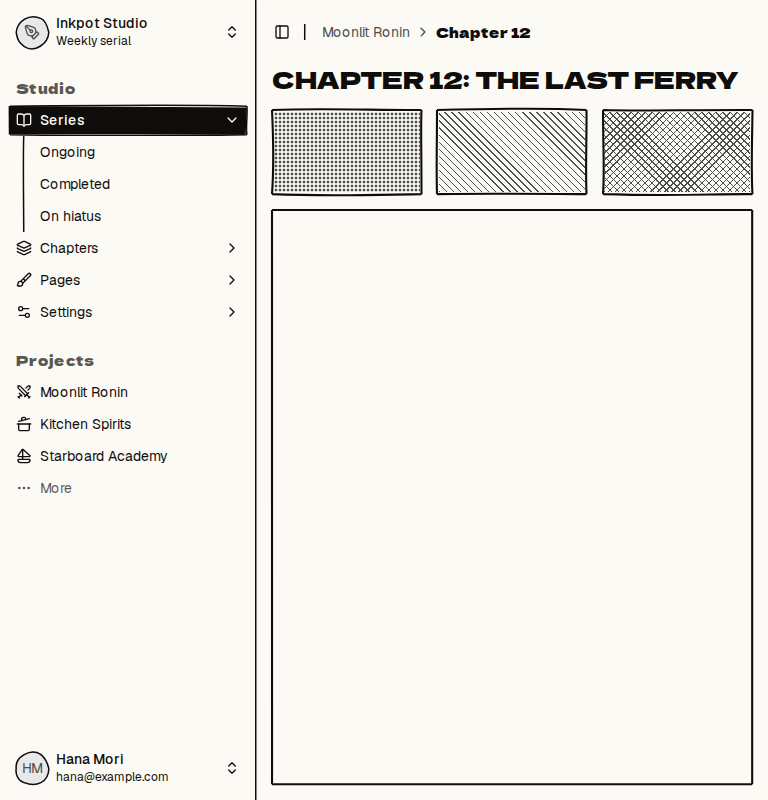 Inkpot Studio
Weekly serial
Studio
Series
Ongoing
Completed
On hiatus
Chapters
Pages
Settings
Projects
Moonlit Ronin
Kitchen Spirits
Starboard Academy
More
HM
Hana Mori
hana@example.com
Moonlit Ronin > Chapter 12
CHAPTER 12: THE LAST FERRY